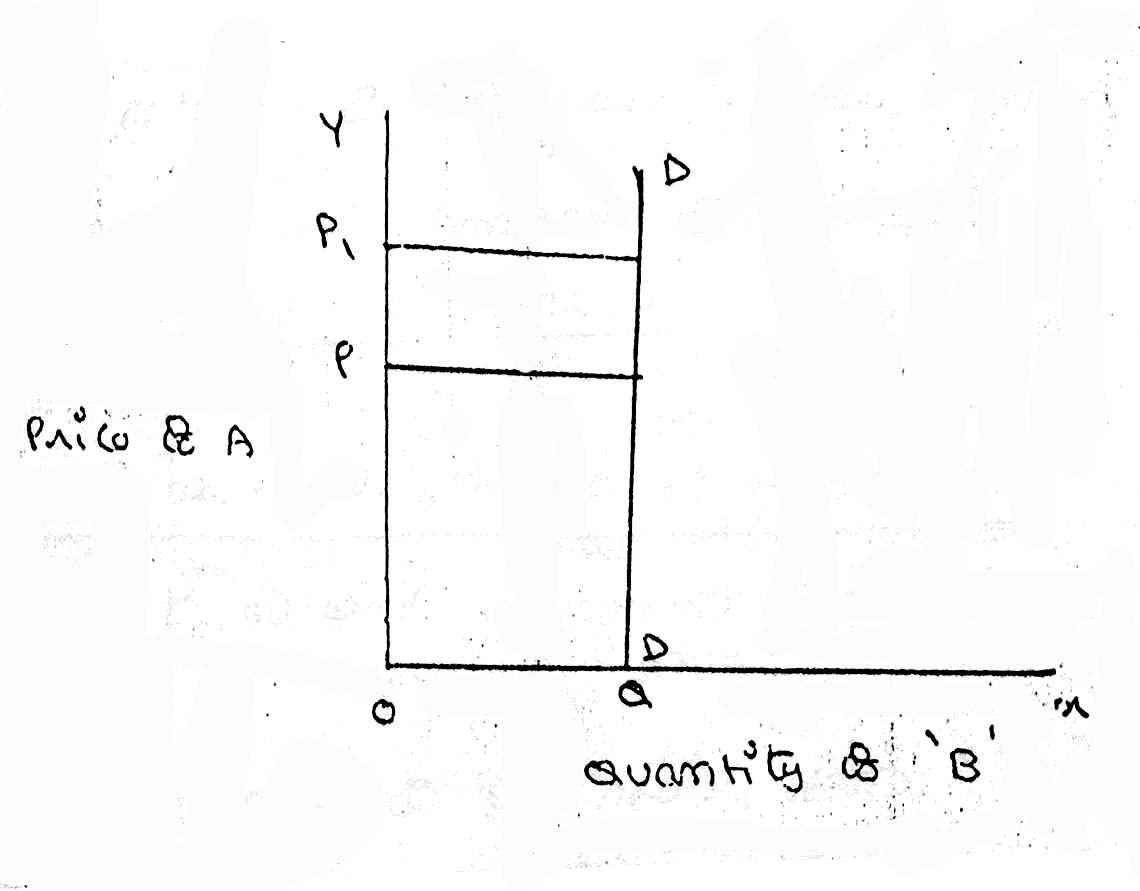 Y
D
P₁
P
Price of A
D
O
Q
x
Quantity of 'B'